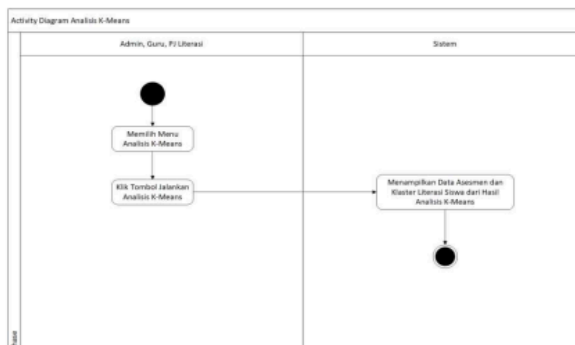 Activity Diagram Analisis K-Means
Admin, Guru, PJ Literasi
Sistem
Memilih Menu
Analisis K-Means
Klik Tombol Jalankan
Analisis K-Means
Menampilkan Data Asesmen dan
Klaster Literasi Siswa dari Hasil
Analisis K-Means